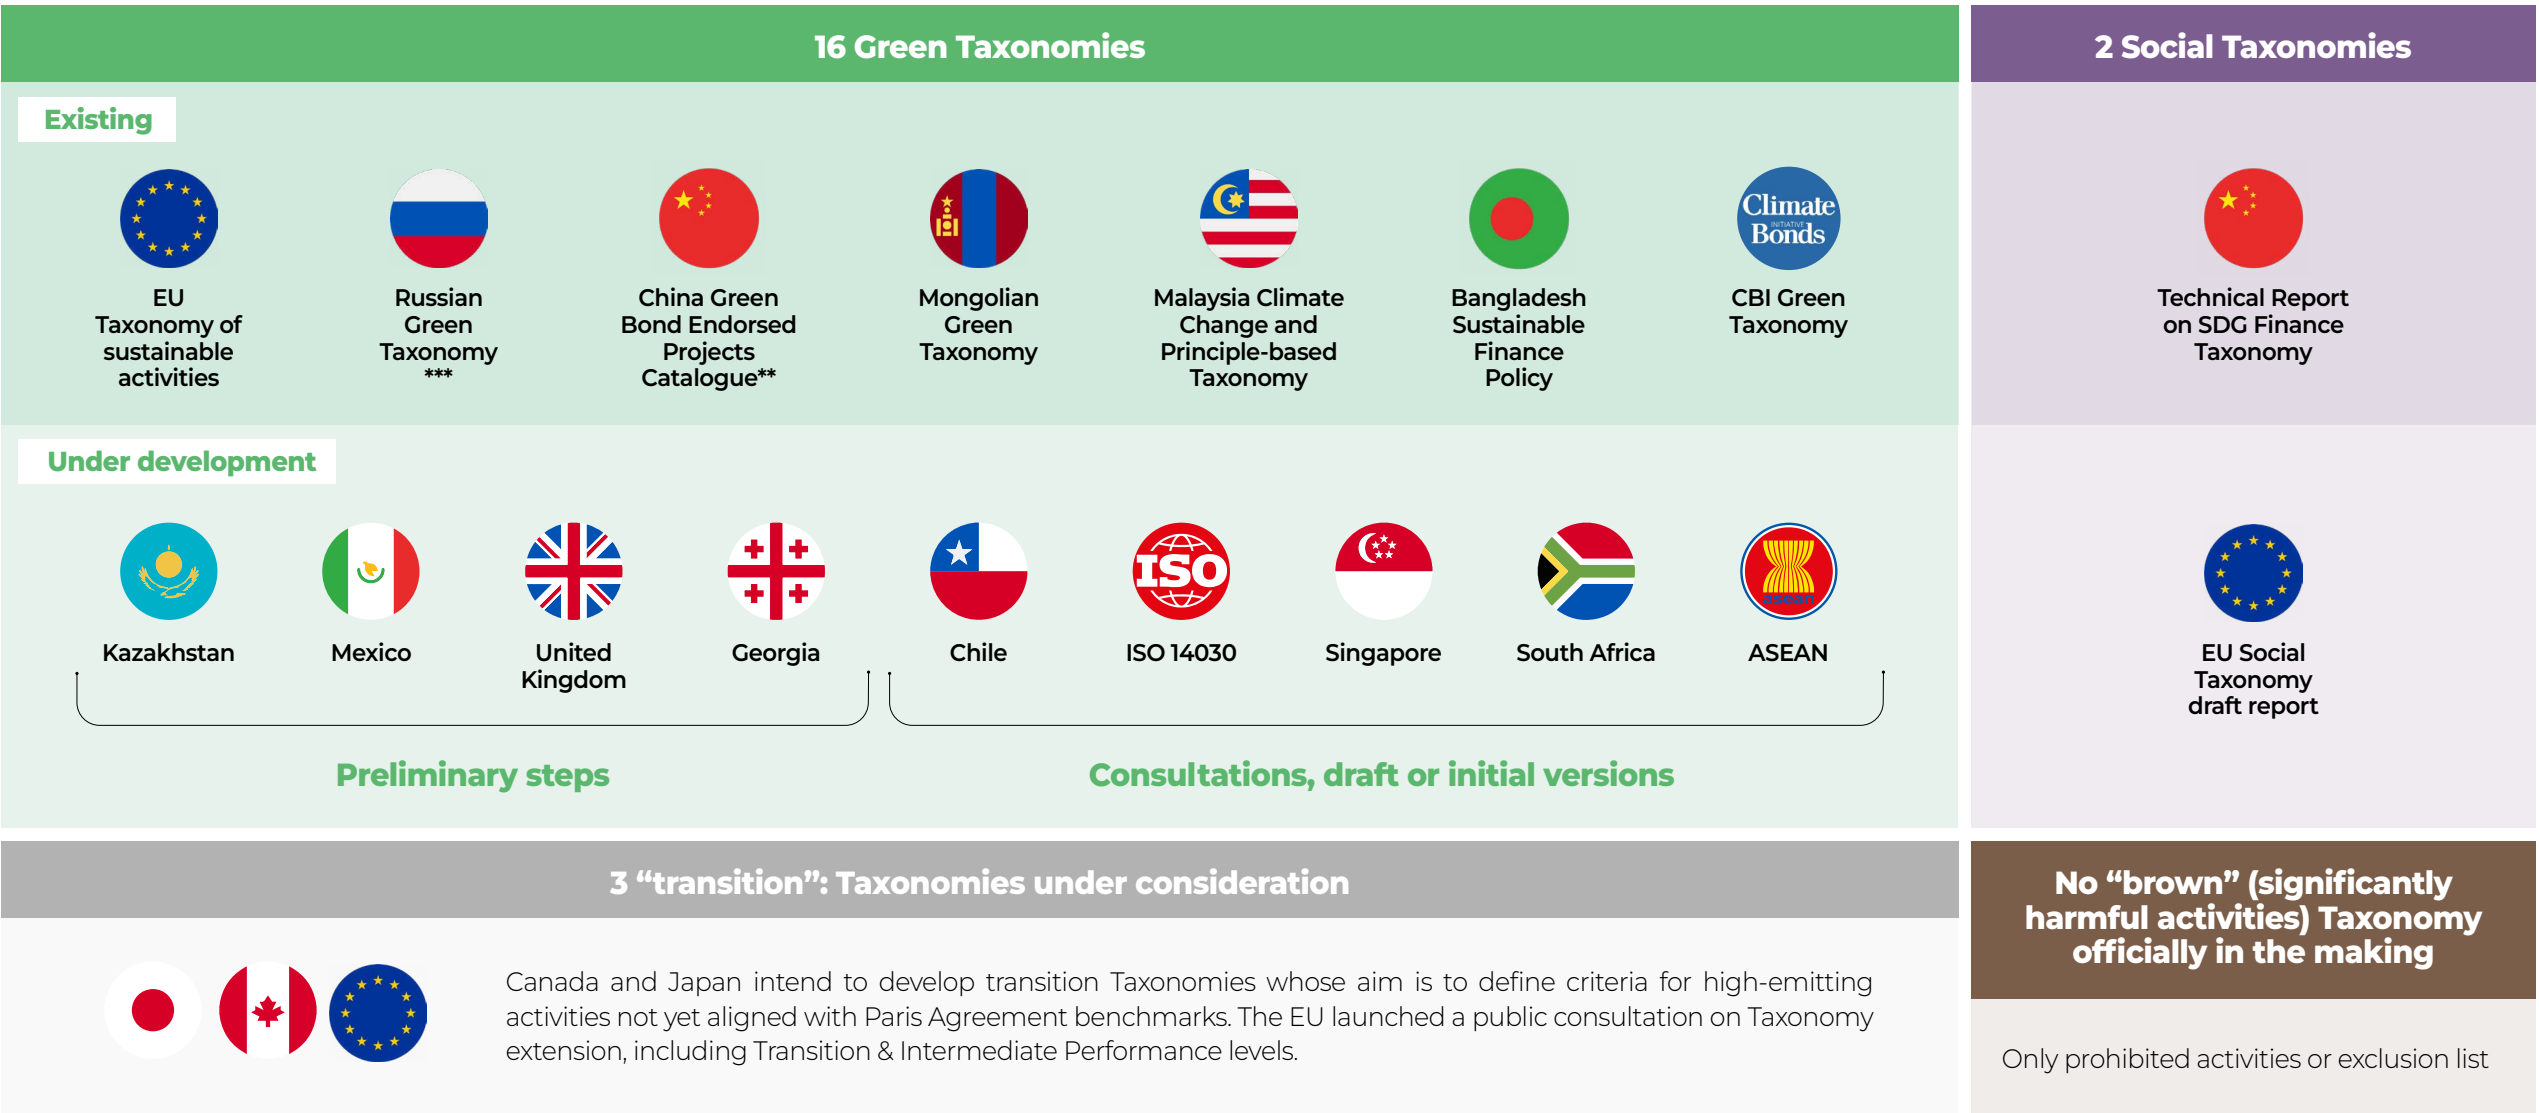 16 Green Taxonomies
Existing
EU
Taxonomy of
sustainable
activities
Russian
Green
Taxonomy
***
China Green
Bond Endorsed
Projects
Catalogue**
Mongolian
Green
Taxonomy
Malaysia Climate
Change and
Principle-based
Taxonomy
Bangladesh
Sustainable
Finance
Policy
Climate
INITIATIVE
Bonds
CBI Green
Taxonomy
Under development
Kazakhstan
Mexico
United
Kingdom
Georgia
Chile
ISO
ISO 14030
Singapore
South Africa
asean
ASEAN
Preliminary steps
Consultations, draft or initial versions
2 Social Taxonomies
Technical Report
on SDG Finance
Taxonomy
EU Social
Taxonomy
draft report
3 “transition”: Taxonomies under consideration
Canada and Japan intend to develop transition Taxonomies whose aim is to define criteria for high-emitting
activities not yet aligned with Paris Agreement benchmarks. The EU launched a public consultation on Taxonomy
extension, including Transition & Intermediate Performance levels.
No “brown” (significantly
harmful activities) Taxonomy
officially in the making
Only prohibited activities or exclusion list